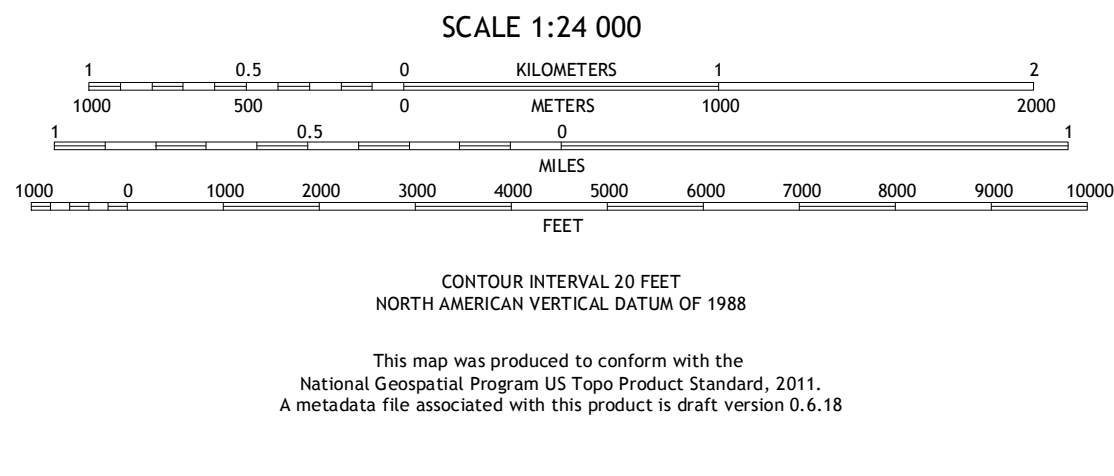 SCALE 1:24 000
1 0.5 0 KILOMETERS 1 2
1000 500 0 METERS 1000 2000
1 0.5 0 1
MILES
1000 0 1000 2000 3000 4000 5000 6000 7000 8000 9000 10000
FEET
CONTOUR INTERVAL 20 FEET
NORTH AMERICAN VERTICAL DATUM OF 1988
This map was produced to conform with the
National Geospatial Program US Topo Product Standard, 2011.
A metadata file associated with this product is draft version 0.6.18